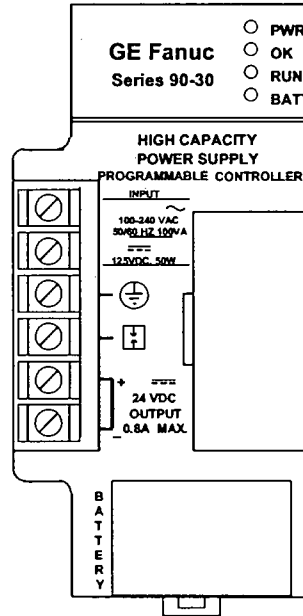 GE Fanuc
Series 90-30
PWR
OK
RUN
BATT
HIGH CAPACITY
POWER SUPPLY
PROGRAMMABLE CONTROLLER
INPUT
100-240 VAC
50/60 HZ 100VA
125VDC, 50W
+
24 VDC
OUTPUT
0.8A MAX.
–
BATTERY